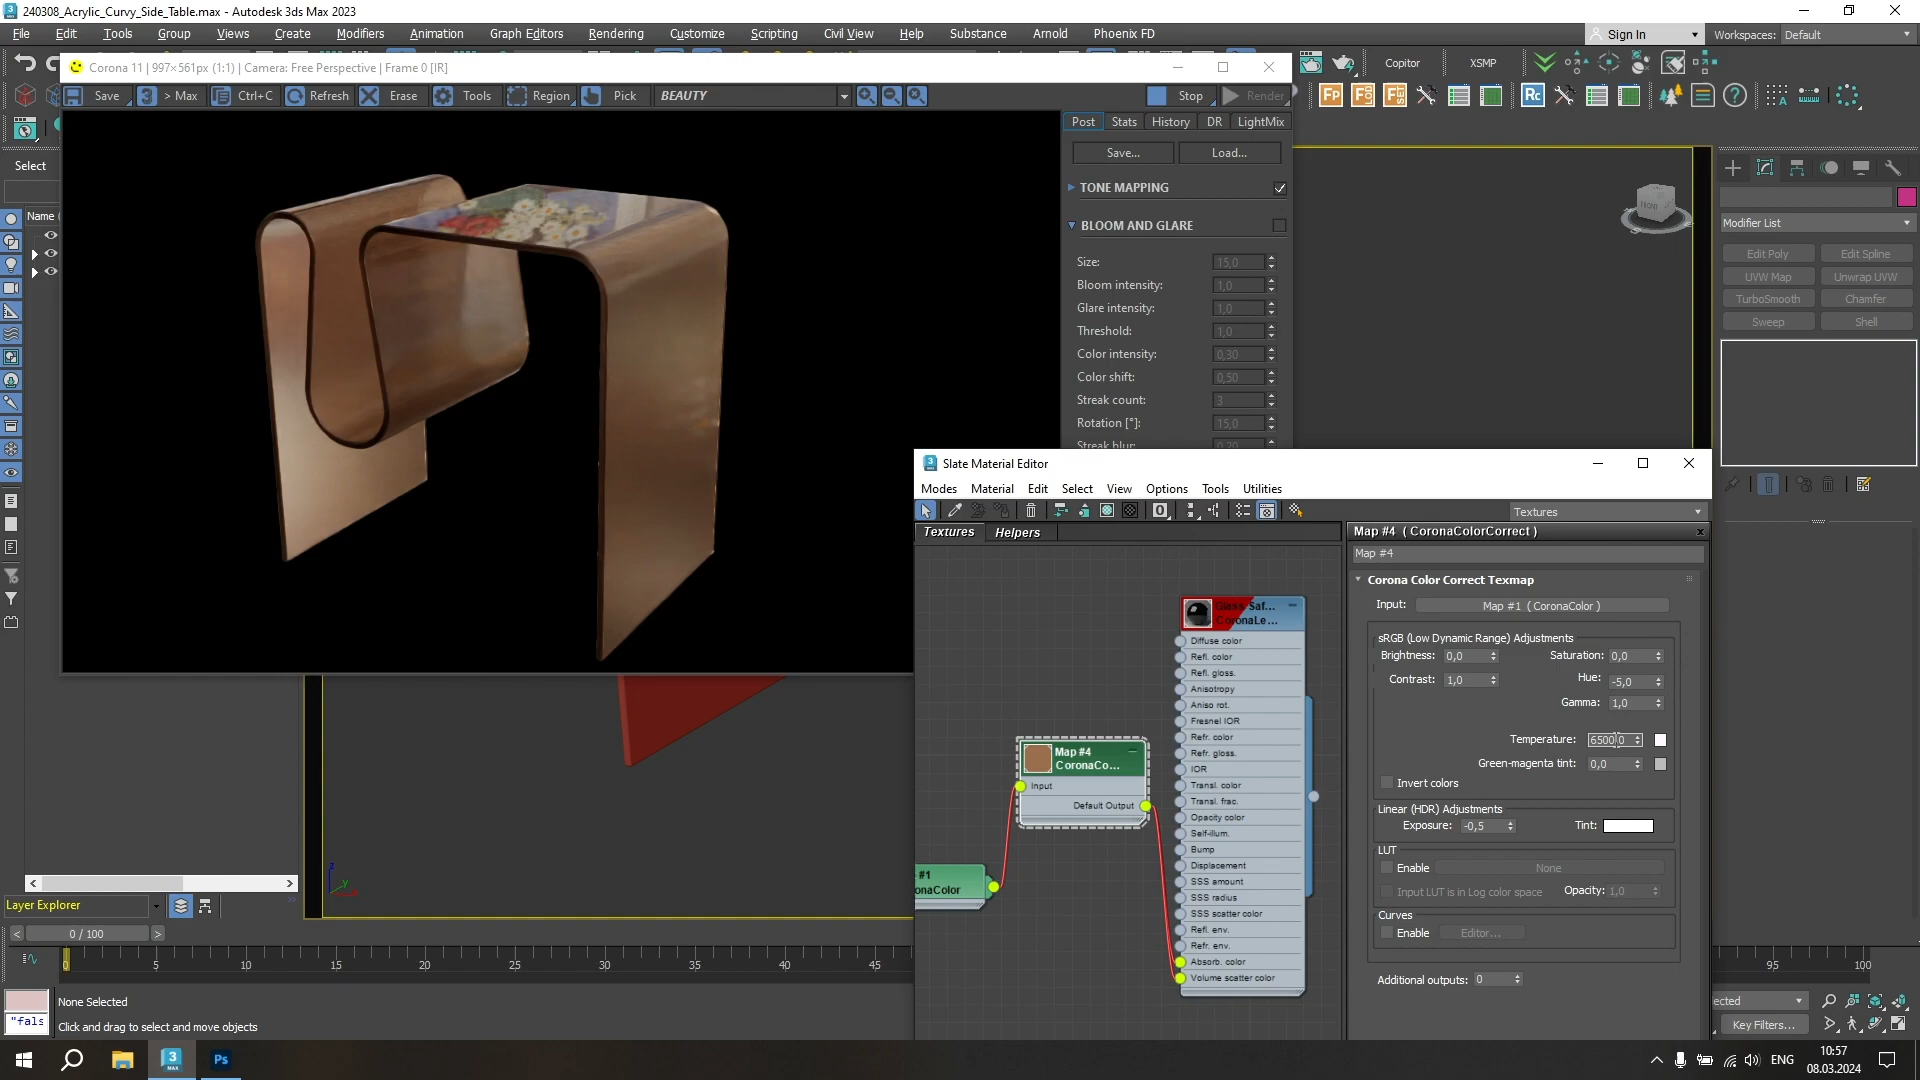 240308_Acrylic_Curvy_Side_Table.max - Autodesk 3ds Max 2023
File Edit Tools Group Views Create Modifiers Animation Graph Editors Rendering Customize Scripting Civil View Help Substance Arnold Phoenix FD
Sign In Workspaces: Default
Corona 11 | 997×561px (1:1) | Camera: Free Perspective | Frame 0 [IR]
Copitor XSMP
Save > Max Ctrl+C Refresh Erase Tools Region Pick BEAUTY Stop Render
Post Stats History DR LightMix
Save... Load...
TONE MAPPING
BLOOM AND GLARE
Size: 15,0
Bloom intensity: 1,0
Glare intensity: 1,0
Threshold: 1,0
Color intensity: 0,30
Color shift: 0,50
Streak count: 3
Rotation [°]: 15,0
Streak blur: 0,20
Select
Name
FRONT
Modifier List
Edit Poly Edit Spline
UVW Map Unwrap UVW
TurboSmooth Chamfer
Sweep Shell
Slate Material Editor
Modes Material Edit Select View Options Tools Utilities
Textures
Textures Helpers
Map #4 ( CoronaColorCorrect )
Map #4
Corona Color Correct Texmap
Input: Map #1 ( CoronaColor )
sRGB (Low Dynamic Range) Adjustments
Brightness: 0,0 Saturation: 0,0
Contrast: 1,0 Hue: -5,0
Gamma: 1,0
Temperature: 6500,0
Green-magenta tint: 0,0
Invert colors
Linear (HDR) Adjustments
Exposure: -0,5 Tint:
LUT
Enable None
Input LUT is in Log color space Opacity: 1,0
Curves
Enable Editor...
Additional outputs: 0
Glass Saf...
CoronaLe...
Diffuse color
Refl. color
Refl. gloss.
Anisotropy
Aniso rot.
Fresnel IOR
Refr. color
Refr. gloss.
IOR
Transl. color
Transl. frac.
Opacity color
Self-illum.
Bump
Displacement
SSS amount
SSS radius
SSS scatter color
Refl. env.
Refr. env.
Absorb. color
Volume scatter color
Map #4
CoronaCo...
Input
Default Output
#1
onaColor
Layer Explorer
0 / 100
0 5 10 15 20 25 30 35 40 45 95 100
None Selected
Click and drag to select and move objects
"fals
ected
Key Filters...
ENG
10:57
08.03.2024